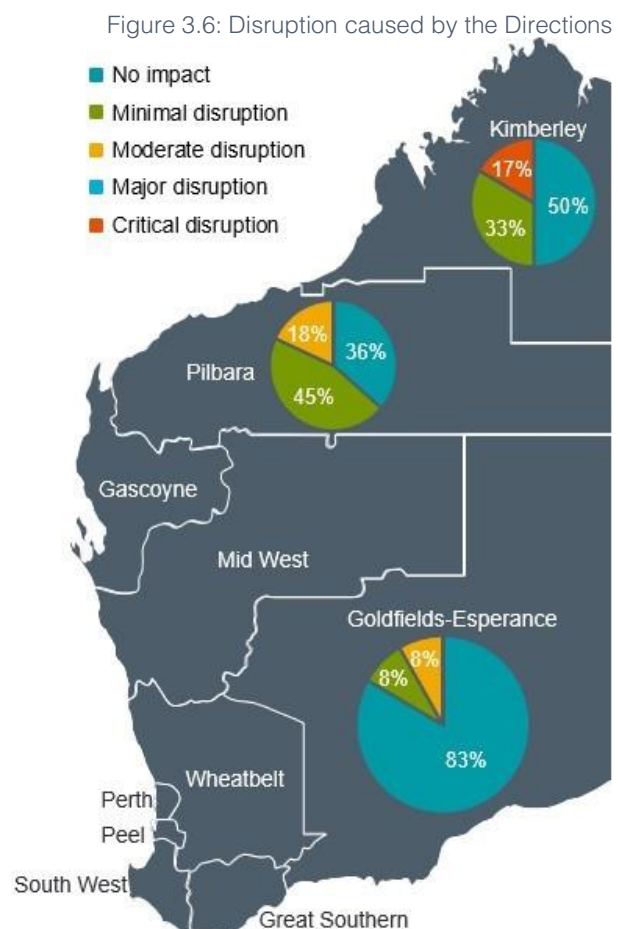 Figure 3.6: Disruption caused by the Directions
No impact
Minimal disruption
Moderate disruption
Major disruption
Critical disruption
Kimberley
17%
50%
33%
18%
36%
Pilbara
45%
Gascoyne
Mid West
Goldfields-Esperance
8%
8%
83%
Wheatbelt
Perth
Peel
South West
Great Southern